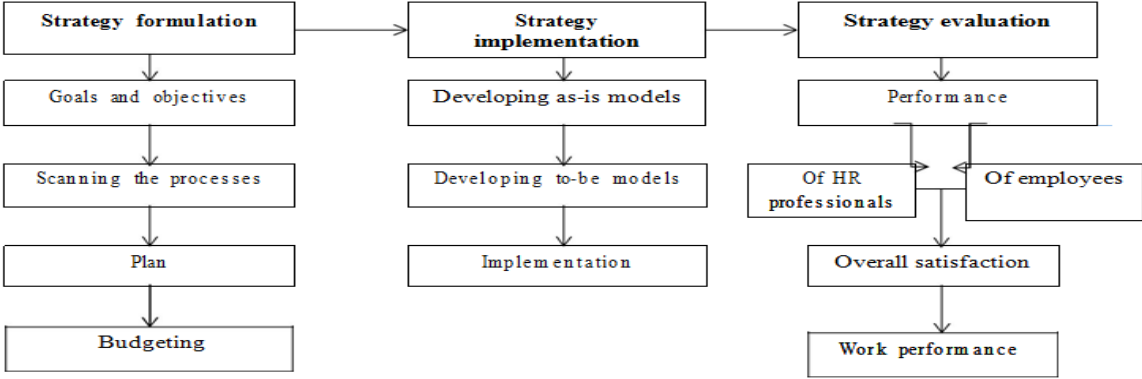 Strategy formulation
Strategy
implementation
Strategy evaluation
Goals and objectives
Developing as-is models
Performance
Scanning the processes
Developing to-be models
Of HR
professionals
Of employees
Plan
Implementation
Overall satisfaction
Budgeting
Work performance